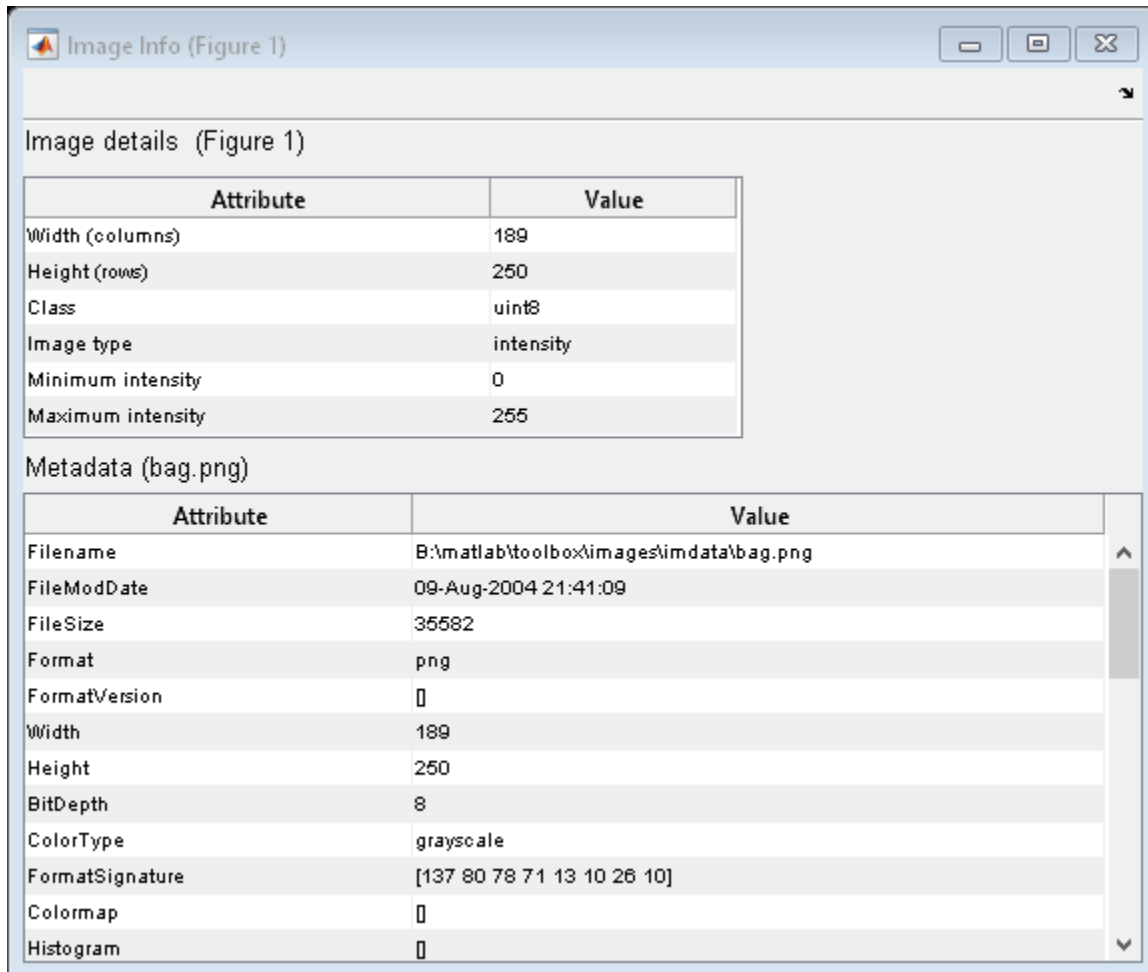 Image Info (Figure 1)
Image details (Figure 1)
Attribute Value
Width (columns) 189
Height (rows) 250
Class uint8
Image type intensity
Minimum intensity 0
Maximum intensity 255
Metadata (bag.png)
Attribute Value
Filename B:\matlab\toolbox\images\imdata\bag.png
FileModDate 09-Aug-2004 21:41:09
FileSize 35582
Format png
FormatVersion []
Width 189
Height 250
BitDepth 8
ColorType grayscale
FormatSignature [137 80 78 71 13 10 26 10]
Colormap []
Histogram []